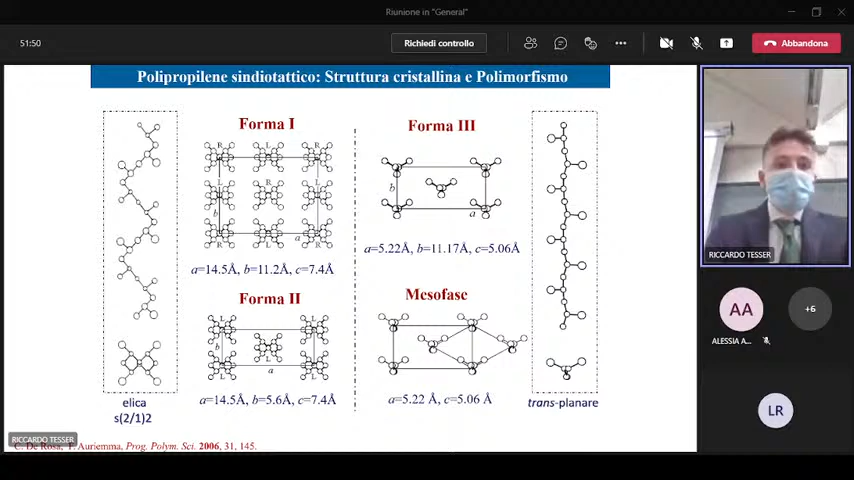 Riunione in "General"
51:50
Richiedi controllo
Abbandona
Polipropilene sindiotattico: Struttura cristallina e Polimorfismo
Forma I
R
L
R
L
R
L
b
a
R
L
R
a=14.5Å, b=11.2Å, c=7.4Å
Forma II
L
L
b
L
a
L
L
a=14.5Å, b=5.6Å, c=7.4Å
Forma III
b
a
a=5.22Å, b=11.17Å, c=5.06Å
Mesofase
a=5.22 Å, c=5.06 Å
elica
s(2/1)2
trans-planare
C. De Rosa, F. Auriemma, Prog. Polym. Sci. 2006, 31, 145.
RICCARDO TESSER
RICCARDO TESSER
AA
+6
ALESSIA A...
LR